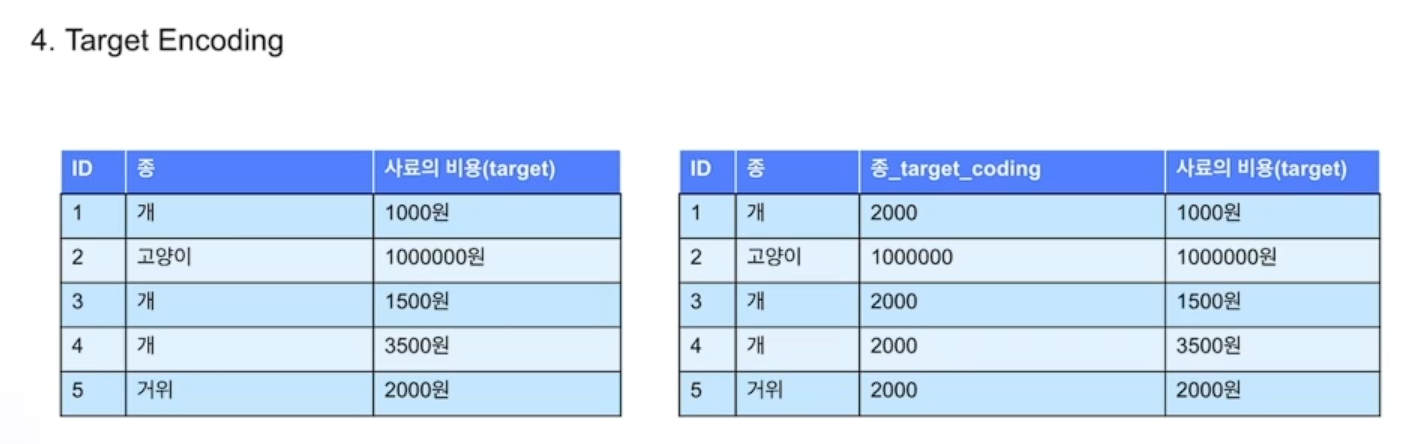 4. Target Encoding
ID 종 사료의 비용(target)
1 개 1000원
2 고양이 1000000원
3 개 1500원
4 개 3500원
5 거위 2000원
ID 종 종_target_coding 사료의 비용(target)
1 개 2000 1000원
2 고양이 1000000 1000000원
3 개 2000 1500원
4 개 2000 3500원
5 거위 2000 2000원